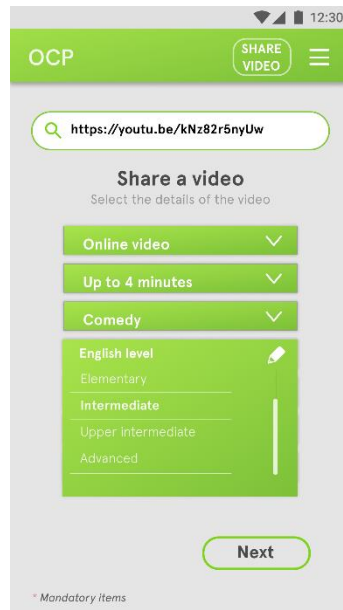 12:30
OCP
SHARE
VIDEO
https://youtu.be/kNz82r5nyUw
Share a video
Select the details of the video
Online video
Up to 4 minutes
Comedy
English level
Elementary
Intermediate
Upper intermediate
Advanced
Next
* Mandatory items